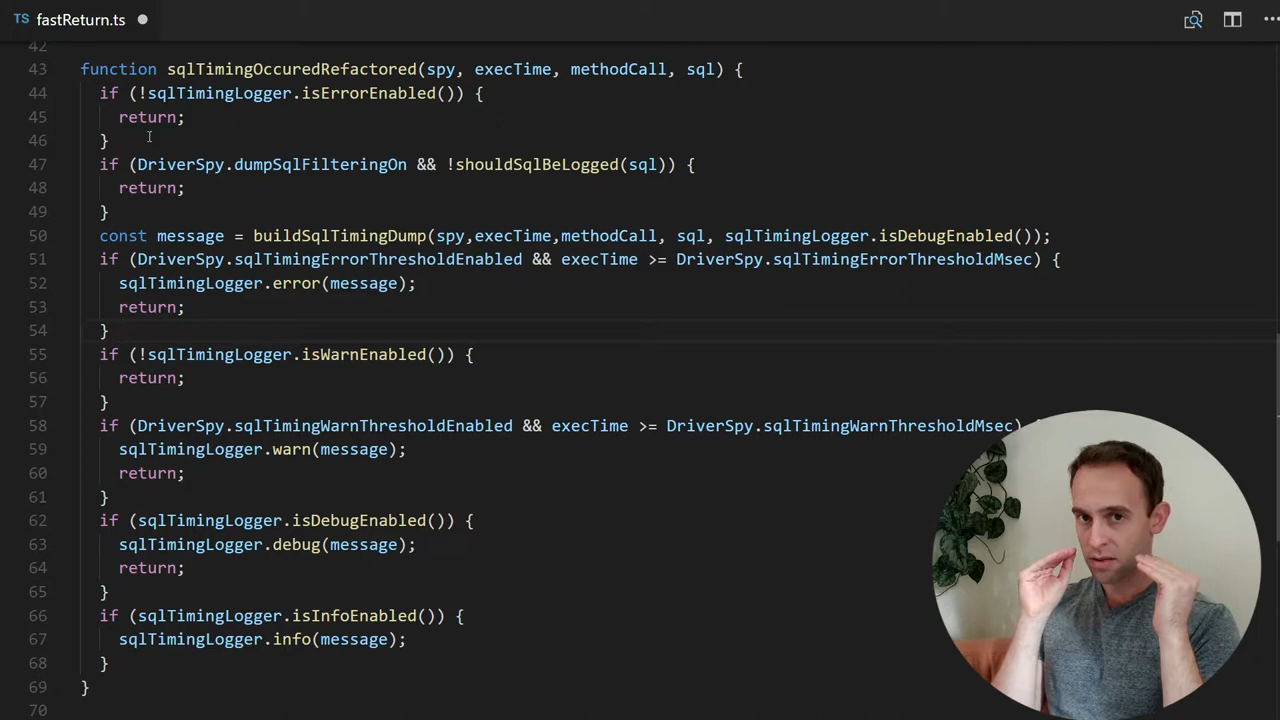 TS fastReturn.ts
42
43 function sqlTimingOccuredRefactored(spy, execTime, methodCall, sql) {
44 if (!sqlTimingLogger.isErrorEnabled()) {
45 return;
46 }
47 if (DriverSpy.dumpSqlFilteringOn && !shouldSqlBeLogged(sql)) {
48 return;
49 }
50 const message = buildSqlTimingDump(spy,execTime,methodCall, sql, sqlTimingLogger.isDebugEnabled());
51 if (DriverSpy.sqlTimingErrorThresholdEnabled && execTime >= DriverSpy.sqlTimingErrorThresholdMsec) {
52 sqlTimingLogger.error(message);
53 return;
54 }
55 if (!sqlTimingLogger.isWarnEnabled()) {
56 return;
57 }
58 if (DriverSpy.sqlTimingWarnThresholdEnabled && execTime >= DriverSpy.sqlTimingWarnThresholdMsec)
59 sqlTimingLogger.warn(message);
60 return;
61 }
62 if (sqlTimingLogger.isDebugEnabled()) {
63 sqlTimingLogger.debug(message);
64 return;
65 }
66 if (sqlTimingLogger.isInfoEnabled()) {
67 sqlTimingLogger.info(message);
68 }
69 }
70